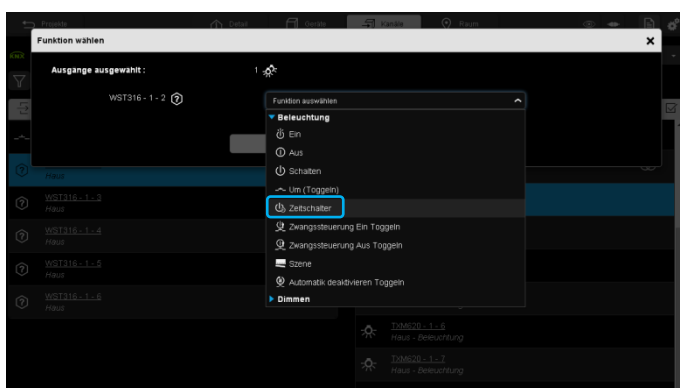 Projekte
Detail
Geräte
Kanäle
Raum
Funktion wählen
KNX
Ausgänge ausgewählt :
1
WST316 - 1 - 2
Funktion auswählen
Beleuchtung
Ein
Aus
Schalten
Um (Toggeln)
Zeitschalter
Zwangssteuerung Ein Toggeln
Zwangssteuerung Aus Toggeln
Szene
Automatik deaktivieren Toggeln
Dimmen
Haus
WST316 - 1 - 3
Haus
WST316 - 1 - 4
Haus
WST316 - 1 - 5
Haus
WST316 - 1 - 6
Haus
TXM620 - 1 - 6
Haus - Beleuchtung
TXM620 - 1 - 7
Haus - Beleuchtung